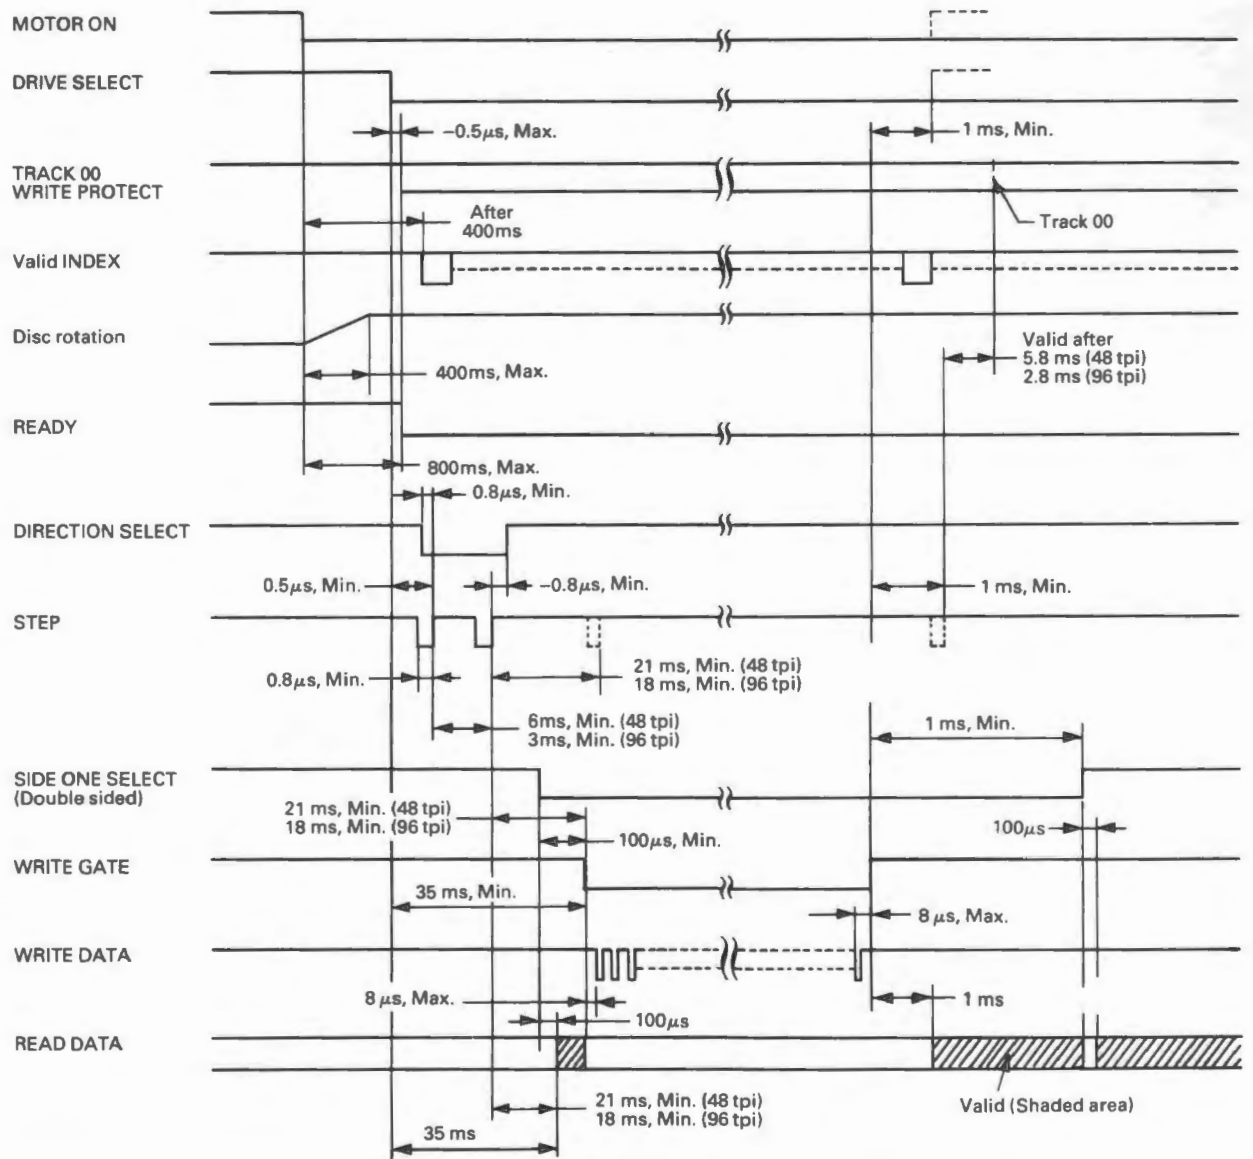 MOTOR ON
DRIVE SELECT
–0.5µs, Max.
1 ms, Min.
TRACK 00
WRITE PROTECT
After
400ms
Track 00
Valid INDEX
Disc rotation
Valid after
5.8 ms (48 tpi)
2.8 ms (96 tpi)
400ms, Max.
READY
800ms, Max.
0.8µs, Min.
DIRECTION SELECT
0.5µs, Min.
–0.8µs, Min.
1 ms, Min.
STEP
21 ms, Min. (48 tpi)
18 ms, Min. (96 tpi)
0.8µs, Min.
6ms, Min. (48 tpi)
3ms, Min. (96 tpi)
1 ms, Min.
SIDE ONE SELECT
(Double sided)
21 ms, Min. (48 tpi)
18 ms, Min. (96 tpi)
100µs
100µs, Min.
WRITE GATE
35 ms, Min.
8 µs, Max.
WRITE DATA
8 µs, Max.
1 ms
100µs
READ DATA
21 ms, Min. (48 tpi)
18 ms, Min. (96 tpi)
Valid (Shaded area)
35 ms